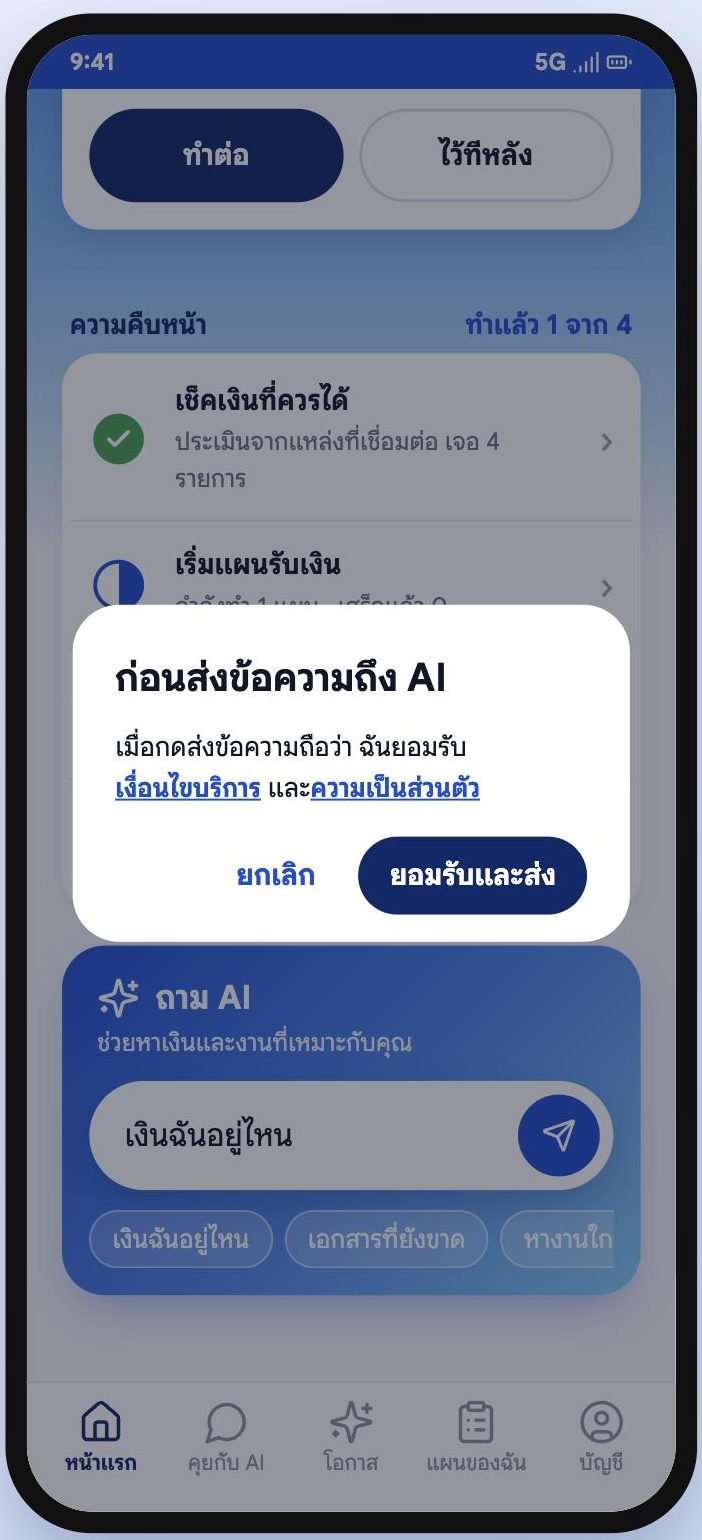 9:41
5G
ทำต่อ
ไว้ทีหลัง
ความคืบหน้า
ทำแล้ว 1 จาก 4
เช็คเงินที่ควรได้
ประเมินจากแหล่งที่เชื่อมต่อ เจอ 4
รายการ
เริ่มแผนรับเงิน
ก่อนส่งข้อความถึง AI
เมื่อกดส่งข้อความถือว่า ฉันยอมรับ
เงื่อนไขบริการ และความเป็นส่วนตัว
ยกเลิก
ยอมรับและส่ง
ถาม AI
ช่วยหาเงินและงานที่เหมาะกับคุณ
เงินฉันอยู่ไหน
เงินฉันอยู่ไหน
เอกสารที่ยังขาด
หางานใก
หน้าแรก
คุยกับ AI
โอกาส
แผนของฉัน
บัญชี